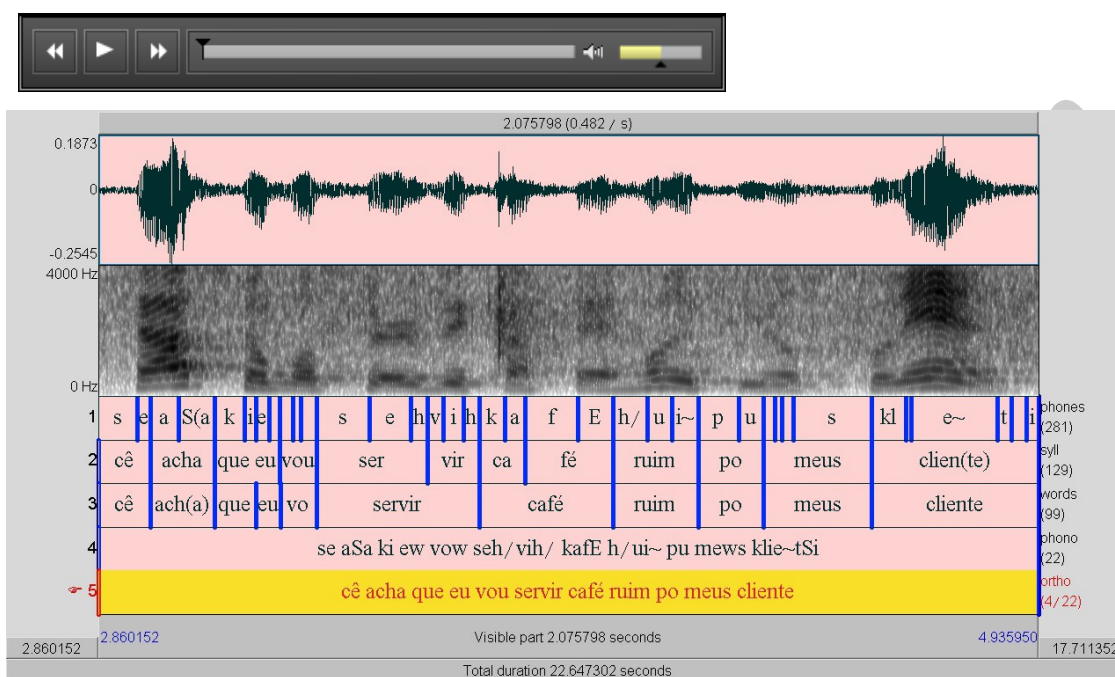 2.075798 (0.482 / s)
0.1873
0
-0.2545
4000 Hz
0 Hz
1 s e a S(a k i e s e h v i h k a f E h/ u i~ p u s kl e~ t i phones (281)
2 cê acha que eu vou ser vir ca fé ruim po meus clien(te) syll (129)
3 cê ach(a) que eu vo servir café ruim po meus cliente words (99)
4 se aSa ki ew vow seh/vih/ kafE h/ui~ pu mews klie~tSi phono (22)
5 cê acha que eu vou servir café ruim po meus cliente ortho (4/22)
2.860152 2.860152 Visible part 2.075798 seconds 4.935950 17.711352
Total duration 22.647302 seconds